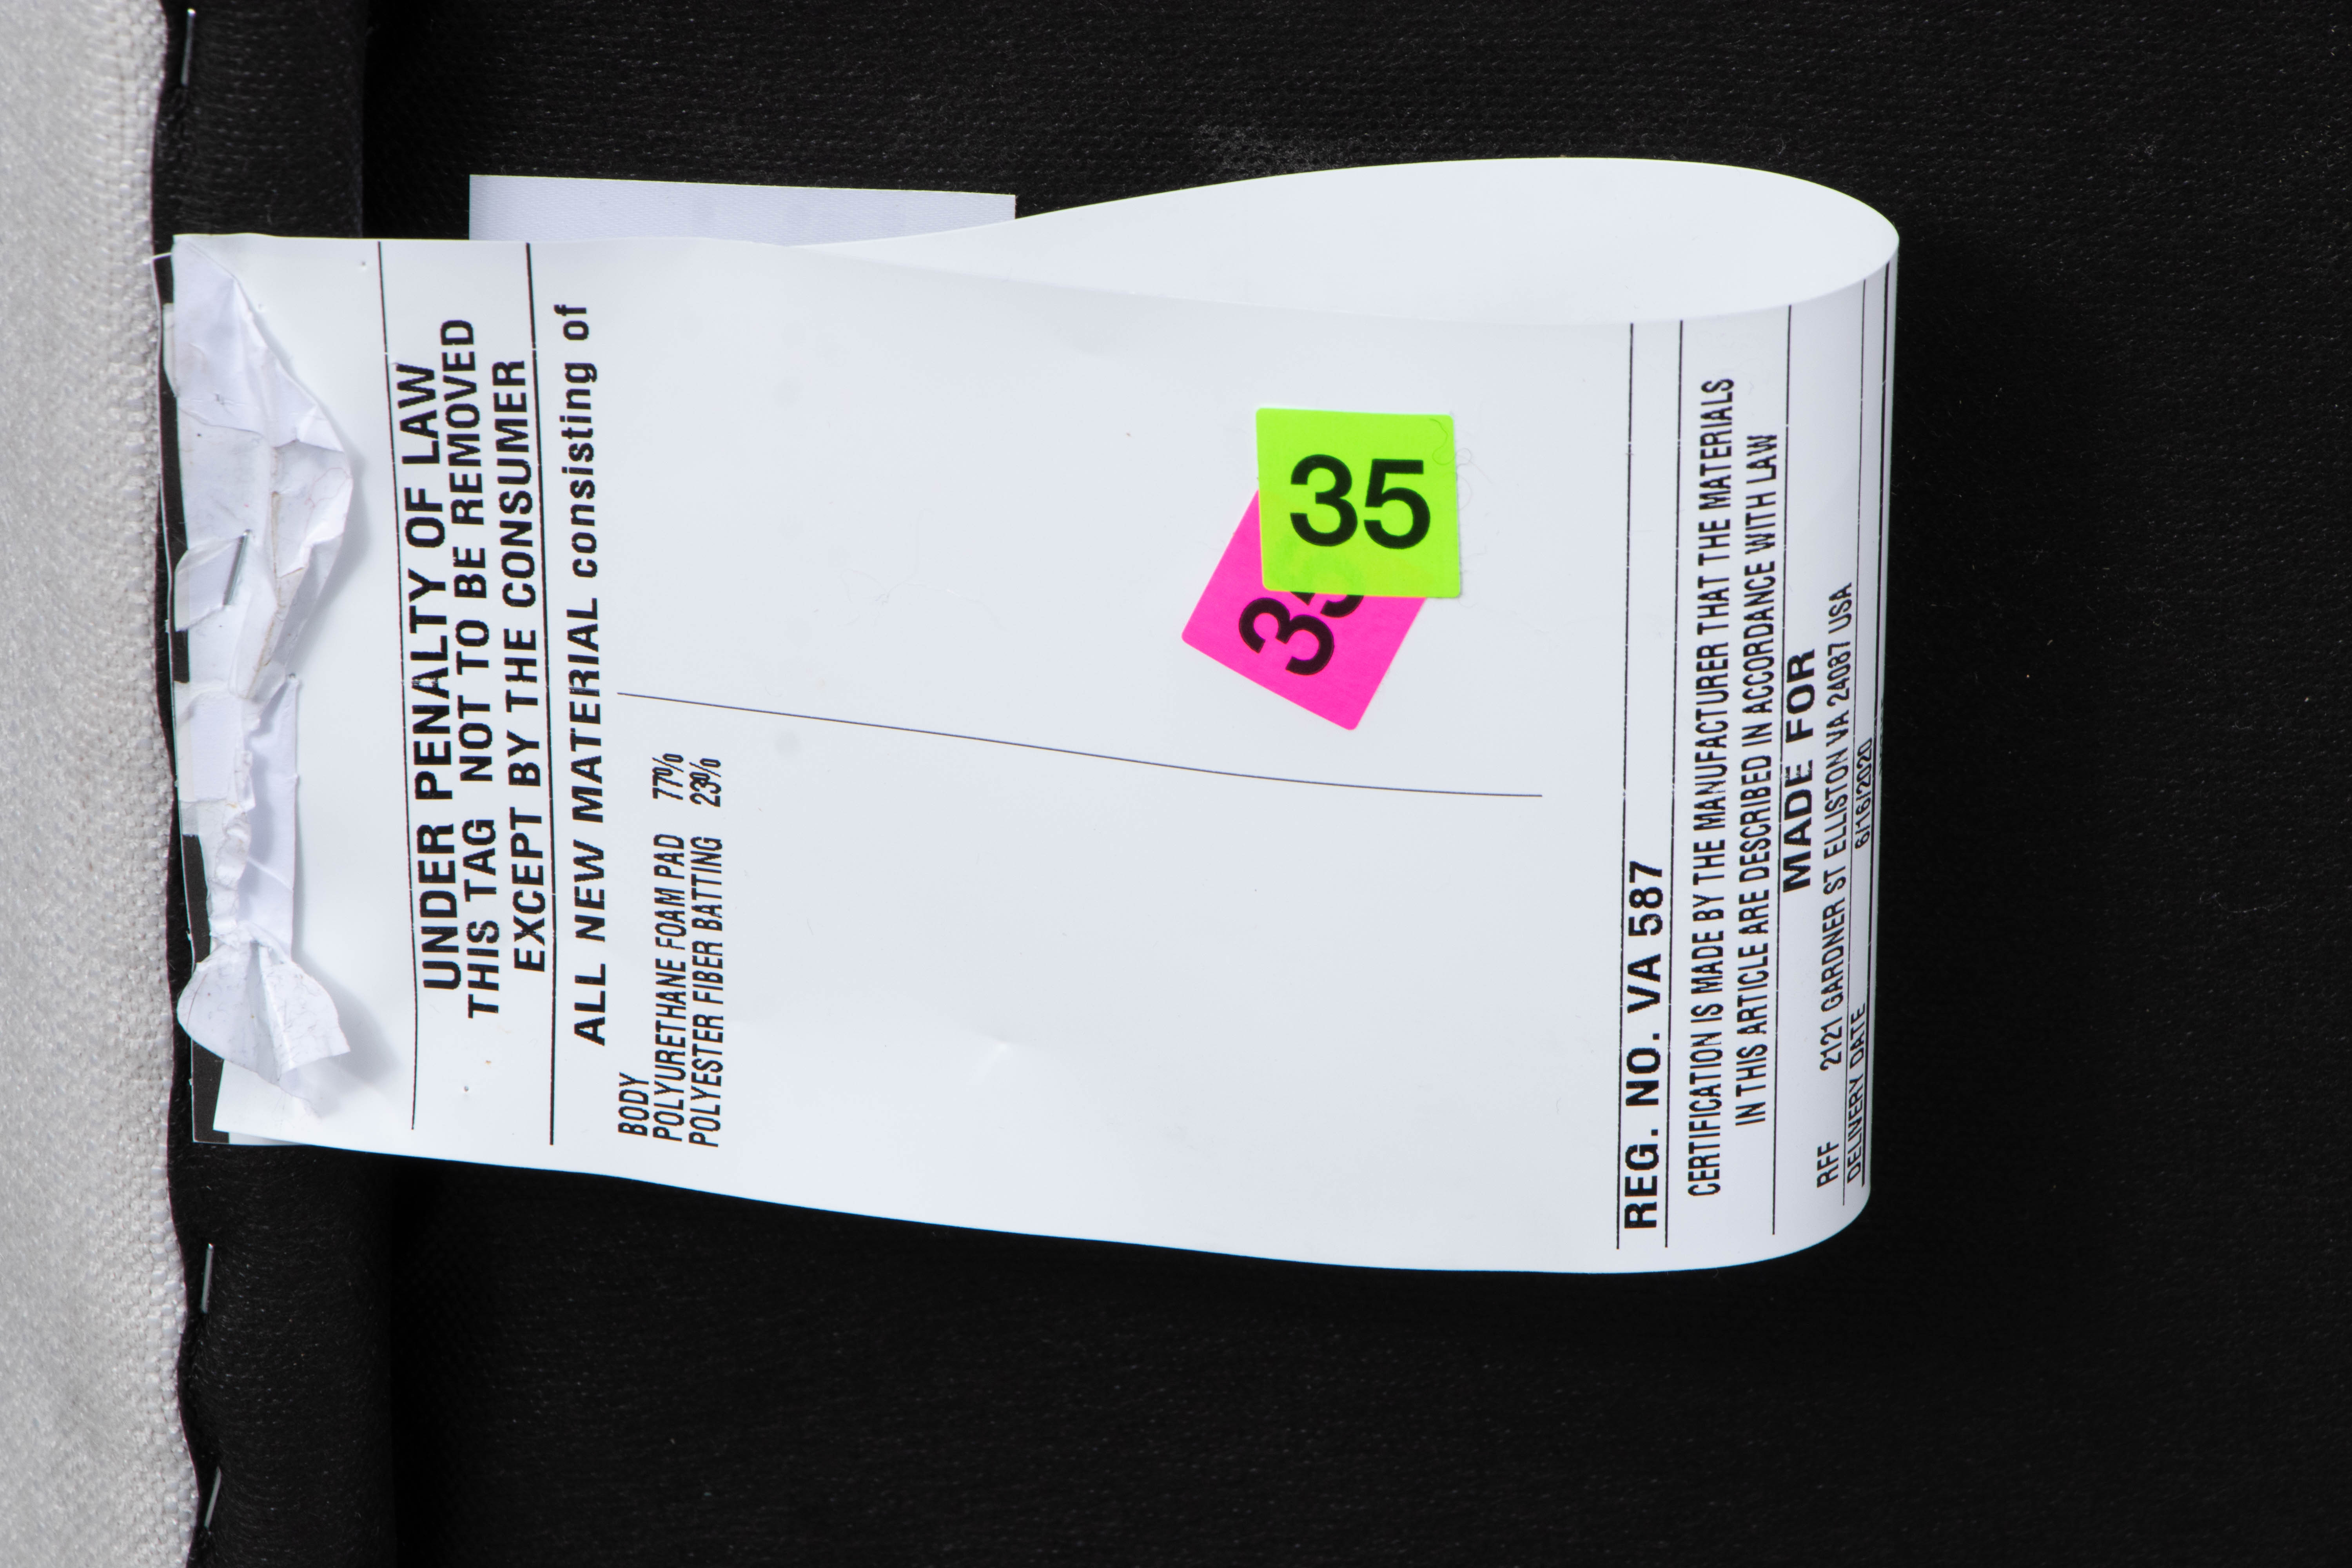 UNDER PENALTY OF LAW
THIS TAG NOT TO BE REMOVED
EXCEPT BY THE CONSUMER
ALL NEW MATERIAL consisting of
BODY
POLYURETHANE FOAM PAD 77%
POLYESTER FIBER BATTING 23%
35
35
REG. NO. VA 587
CERTIFICATION IS MADE BY THE MANUFACTURER THAT THE MATERIALS
IN THIS ARTICLE ARE DESCRIBED IN ACCORDANCE WITH LAW
MADE FOR
RFF 2121 GARDNER ST ELLISTON VA 24087 USA
DELIVERY DATE 6/16/2020